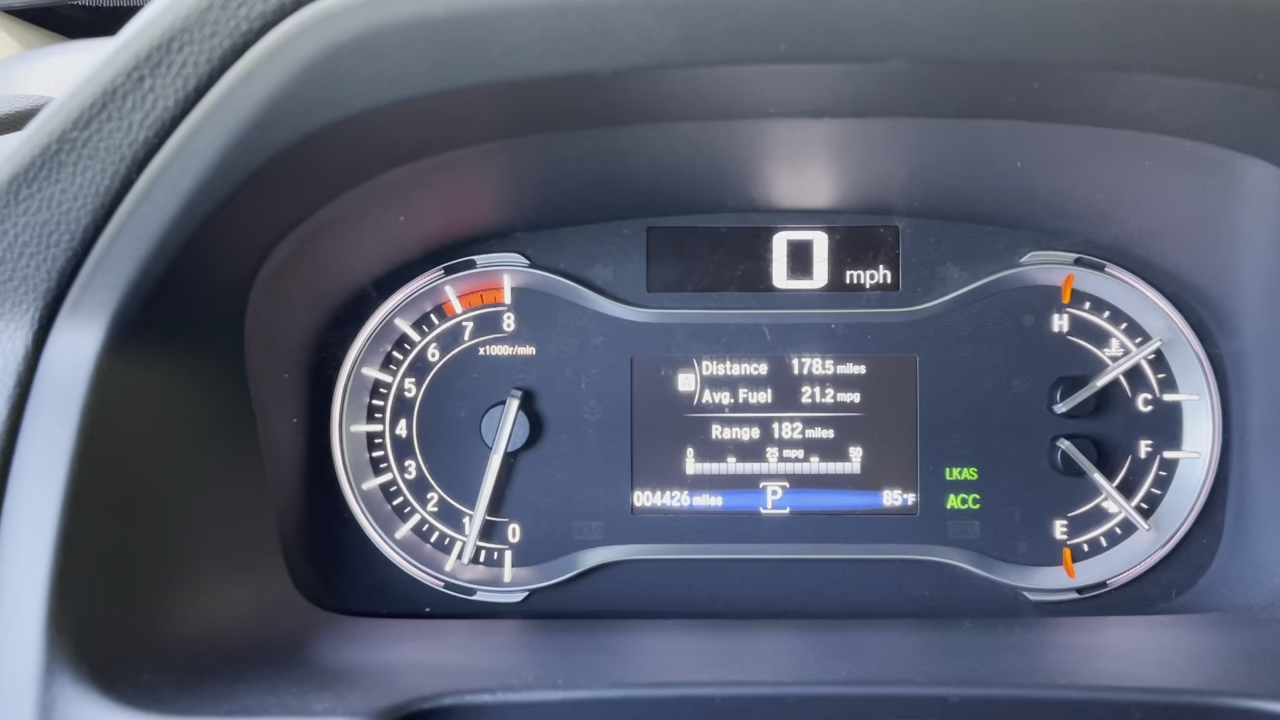 0 mph
8
7
6
5
4
3
2
1
0
x1000r/min
A
Distance 178.5 miles
Avg. Fuel 21.2 mpg
Range 182 miles
0 25 mpg 50
004426 miles P 85°F
LKAS
ACC
H
C
F
E